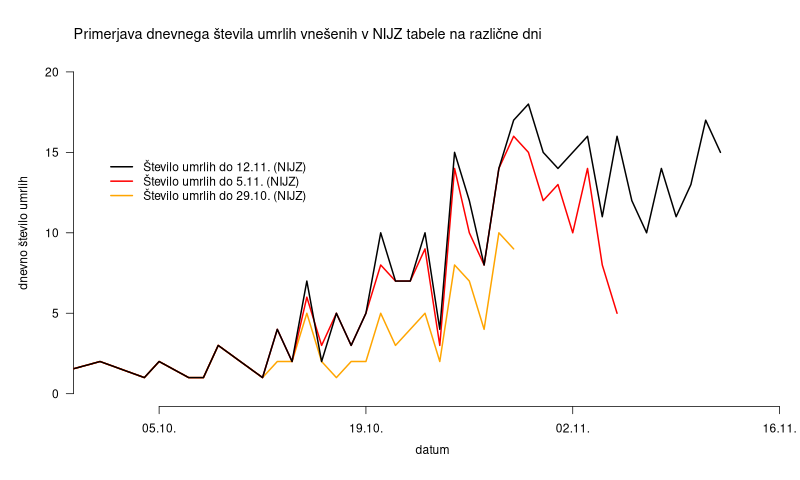 Primerjava dnevnega števila umrlih vnešenih v NIJZ tabele na različne dni
dnevno število umrlih
20
15
10
5
0
Število umrlih do 12.11. (NIJZ)
Število umrlih do 5.11. (NIJZ)
Število umrlih do 29.10. (NIJZ)
05.10.
19.10.
02.11.
16.11.
datum